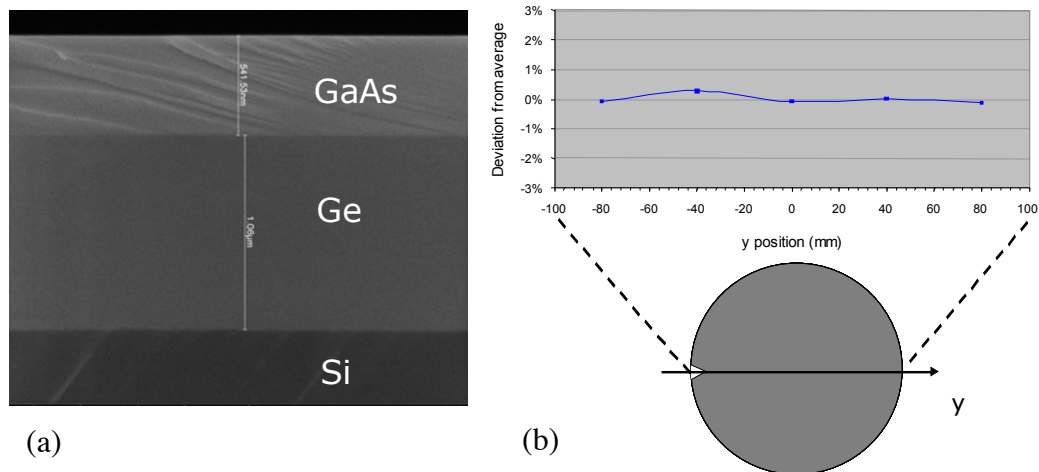 541.53nm
GaAs
1.06µm
Ge
Si
(a)
Deviation from average
3%
2%
1%
0%
-1%
-2%
-3%
-100 -80 -60 -40 -20 0 20 40 60 80 100
y position (mm)
y
(b)